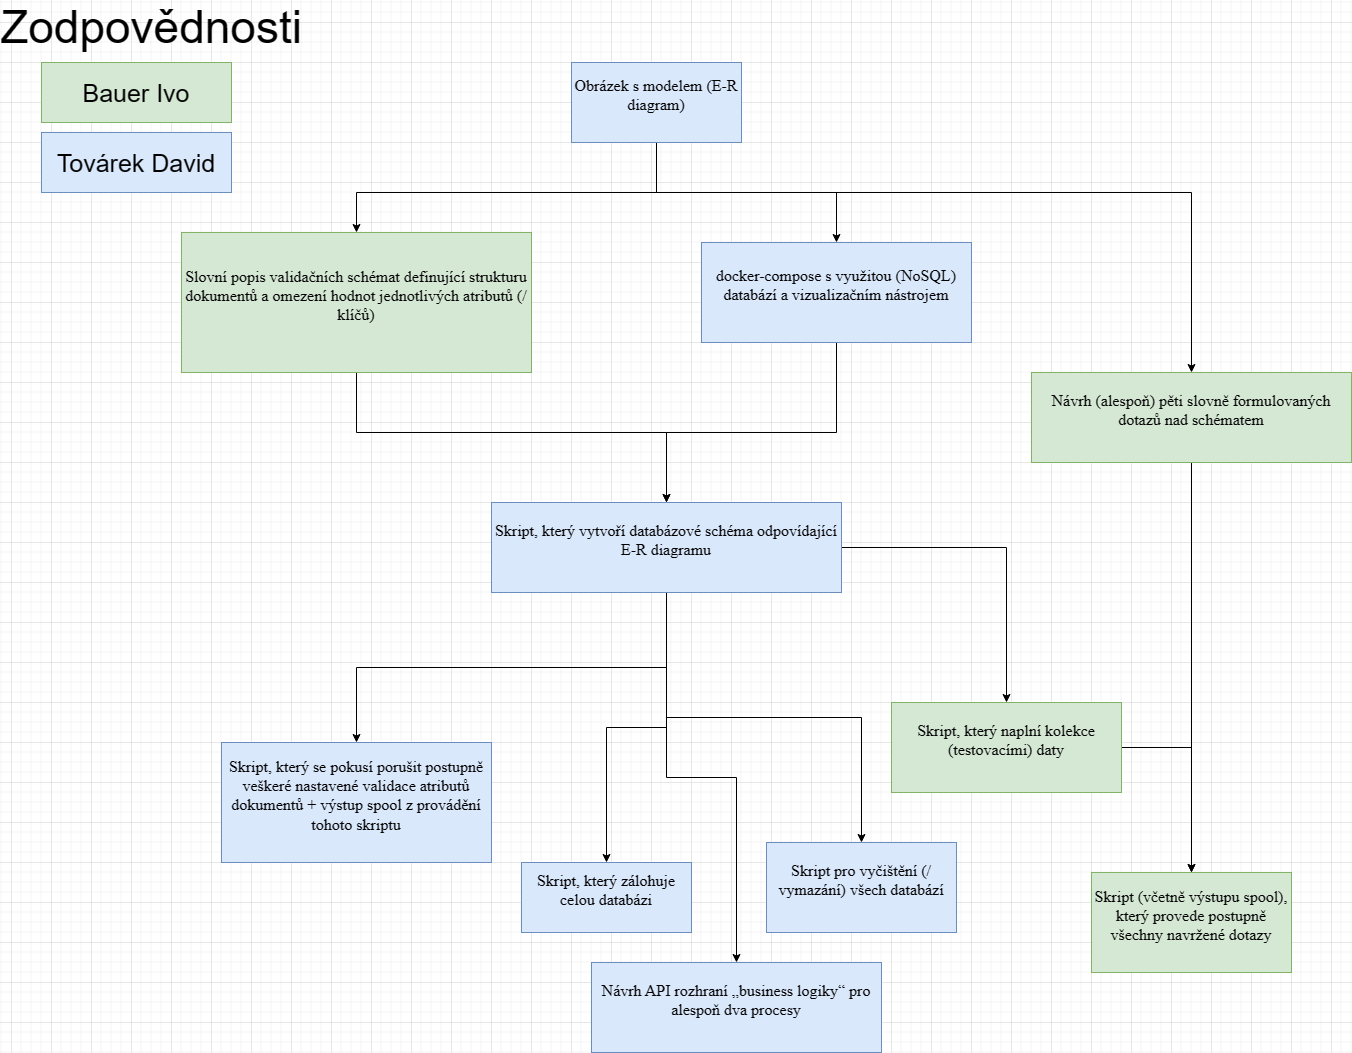 Zodpovědnosti
Bauer Ivo
Továrek David
Obrázek s modelem (E-R
diagram)
Slovní popis validačních schémat definující strukturu
dokumentů a omezení hodnot jednotlivých atributů (/
klíčů)
docker-compose s využitou (NoSQL)
databází a vizualizačním nástrojem
Návrh (alespoň) pěti slovně formulovaných
dotazů nad schématem
Skript, který vytvoří databázové schéma odpovídající
E-R diagramu
Skript, který naplní kolekce
(testovacími) daty
Skript, který se pokusí porušit postupně
veškeré nastavené validace atributů
dokumentů + výstup spool z provádění
tohoto skriptu
Skript, který zálohuje
celou databázi
Skript pro vyčištění (/
vymazání) všech databází
Skript (včetně výstupu spool),
který provede postupně
všechny navržené dotazy
Návrh API rozhraní „business logiky“ pro
alespoň dva procesy